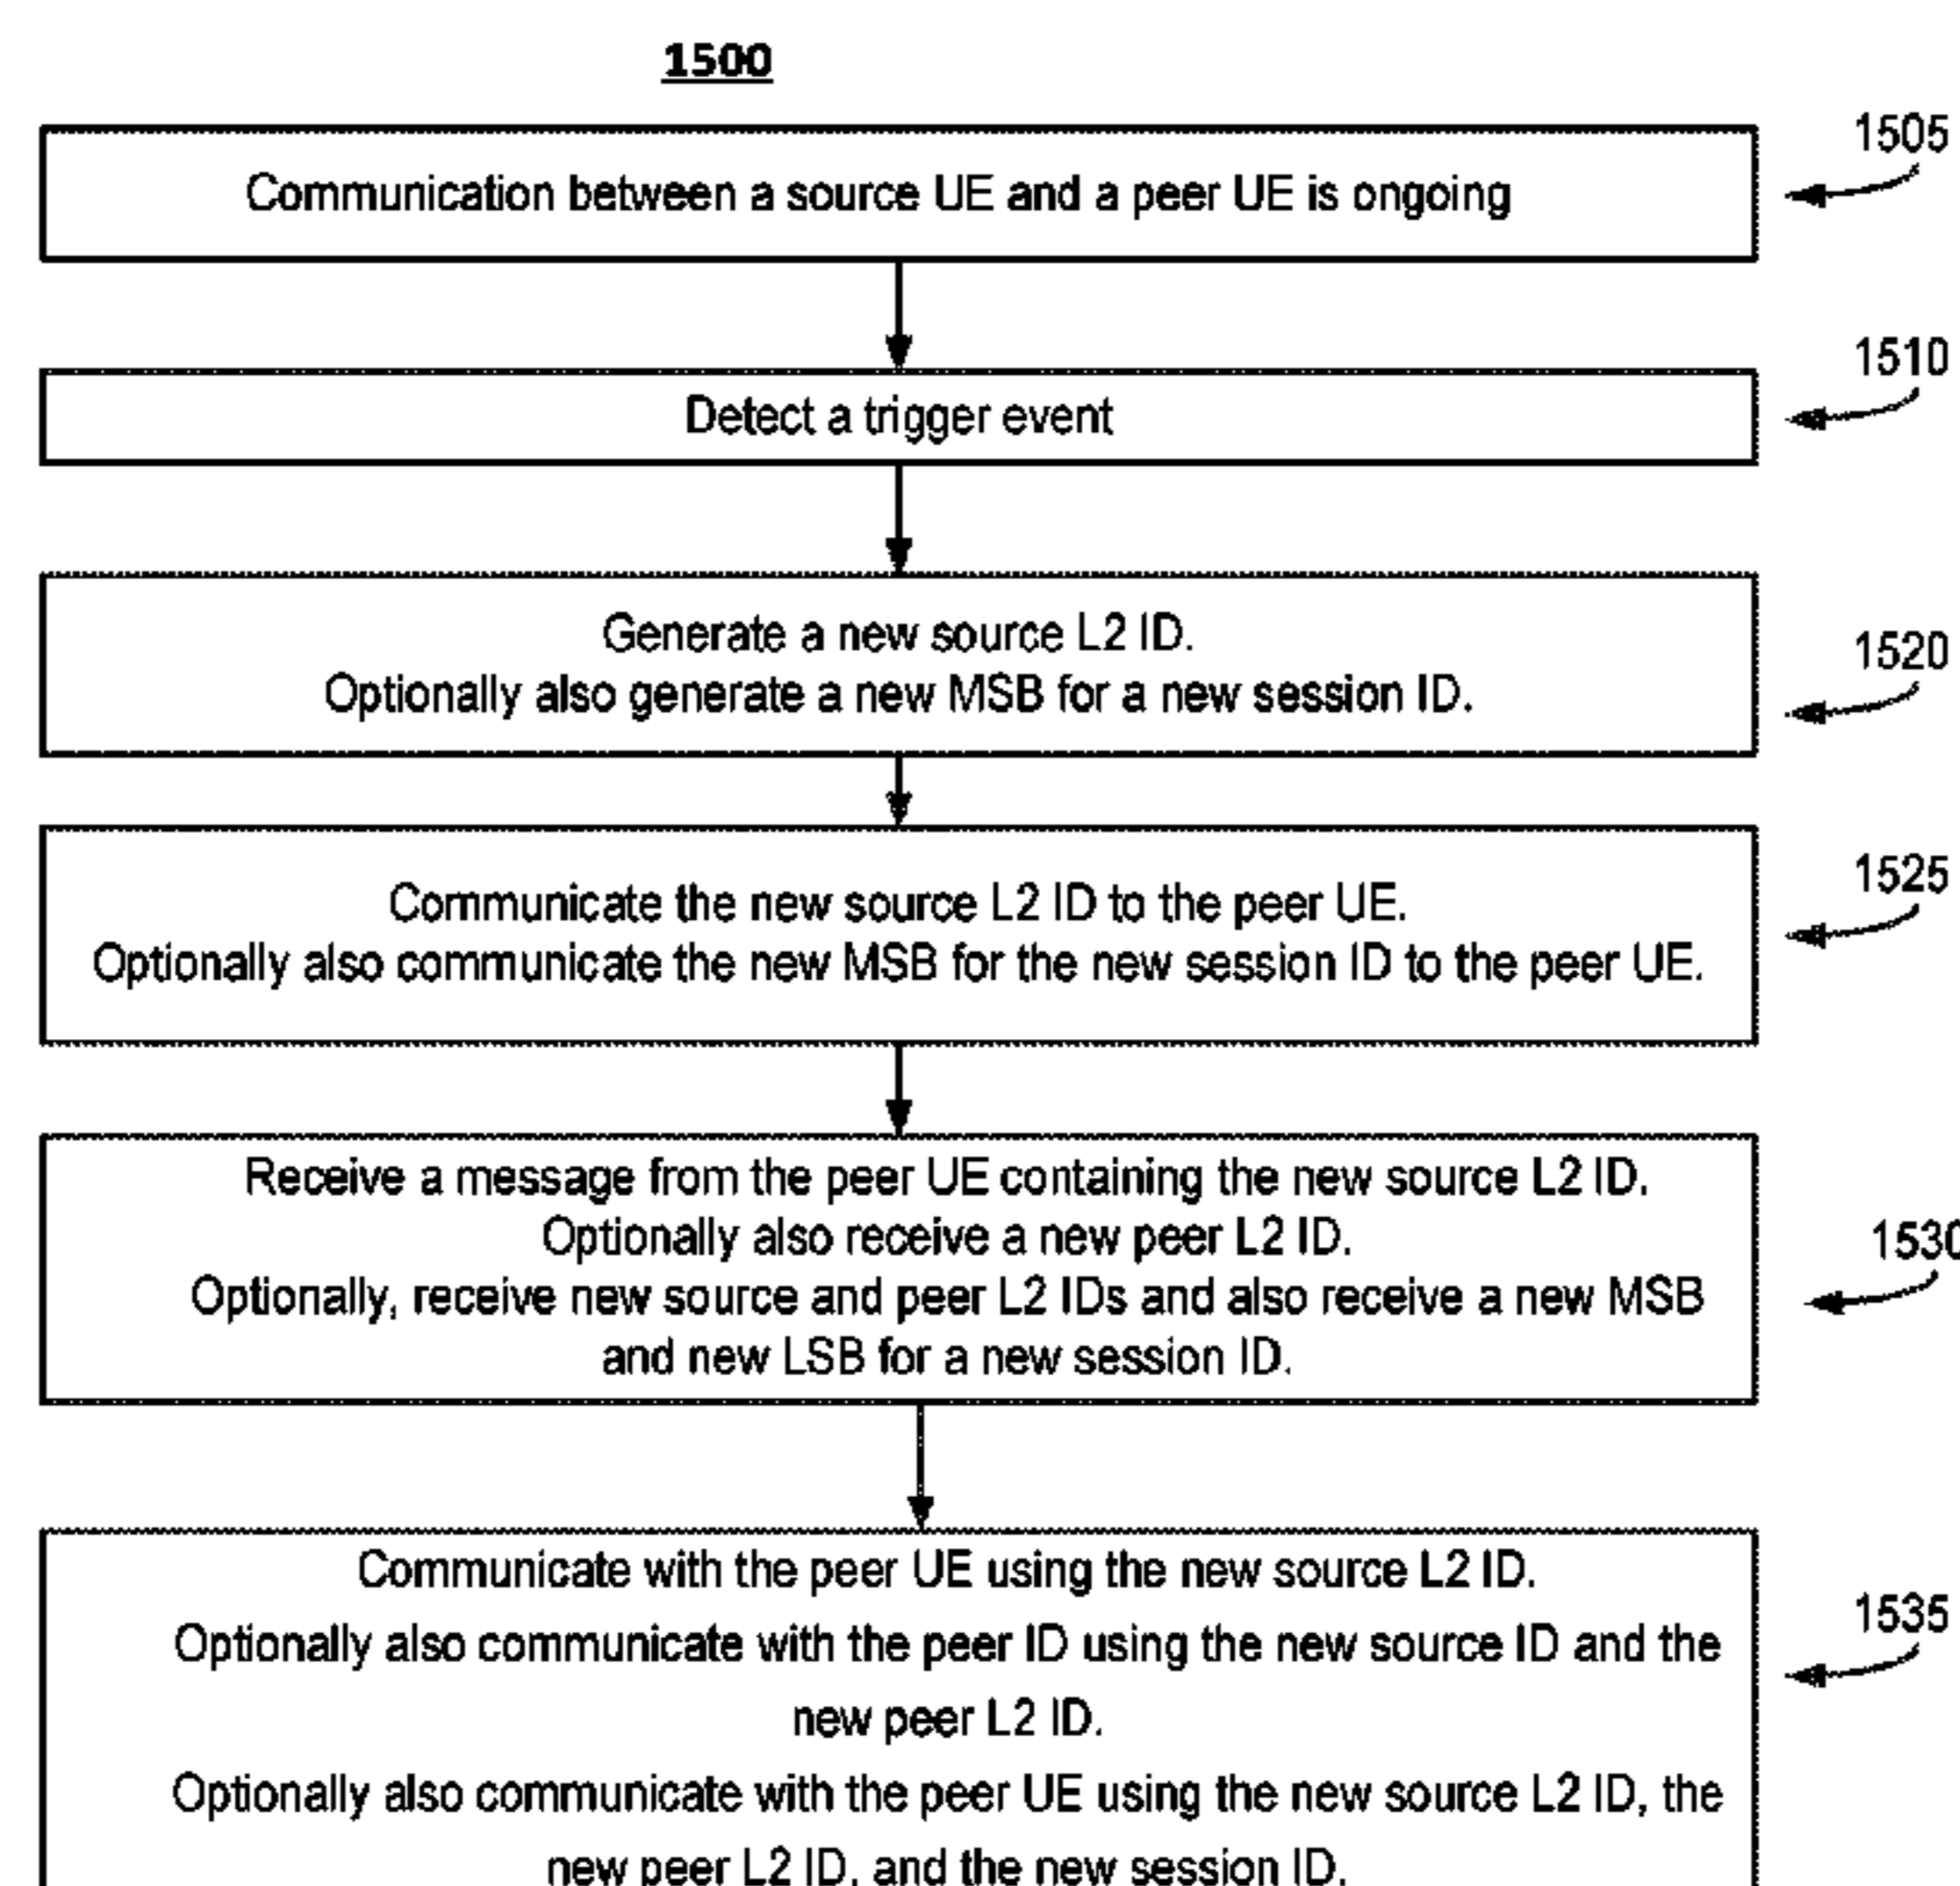 1500
Communication between a source UE and a peer UE is ongoing
1505
Detect a trigger event
1510
Generate a new source L2 ID.
Optionally also generate a new MSB for a new session ID.
1520
Communicate the new source L2 ID to the peer UE.
Optionally also communicate the new MSB for the new session ID to the peer UE.
1525
Receive a message from the peer UE containing the new source L2 ID.
Optionally also receive a new peer L2 ID.
Optionally, receive new source and peer L2 IDs and also receive a new MSB
and new LSB for a new session ID.
1530
Communicate with the peer UE using the new source L2 ID.
Optionally also communicate with the peer ID using the new source ID and the
new peer L2 ID.
Optionally also communicate with the peer UE using the new source L2 ID, the
new peer L2 ID, and the new session ID.
1535